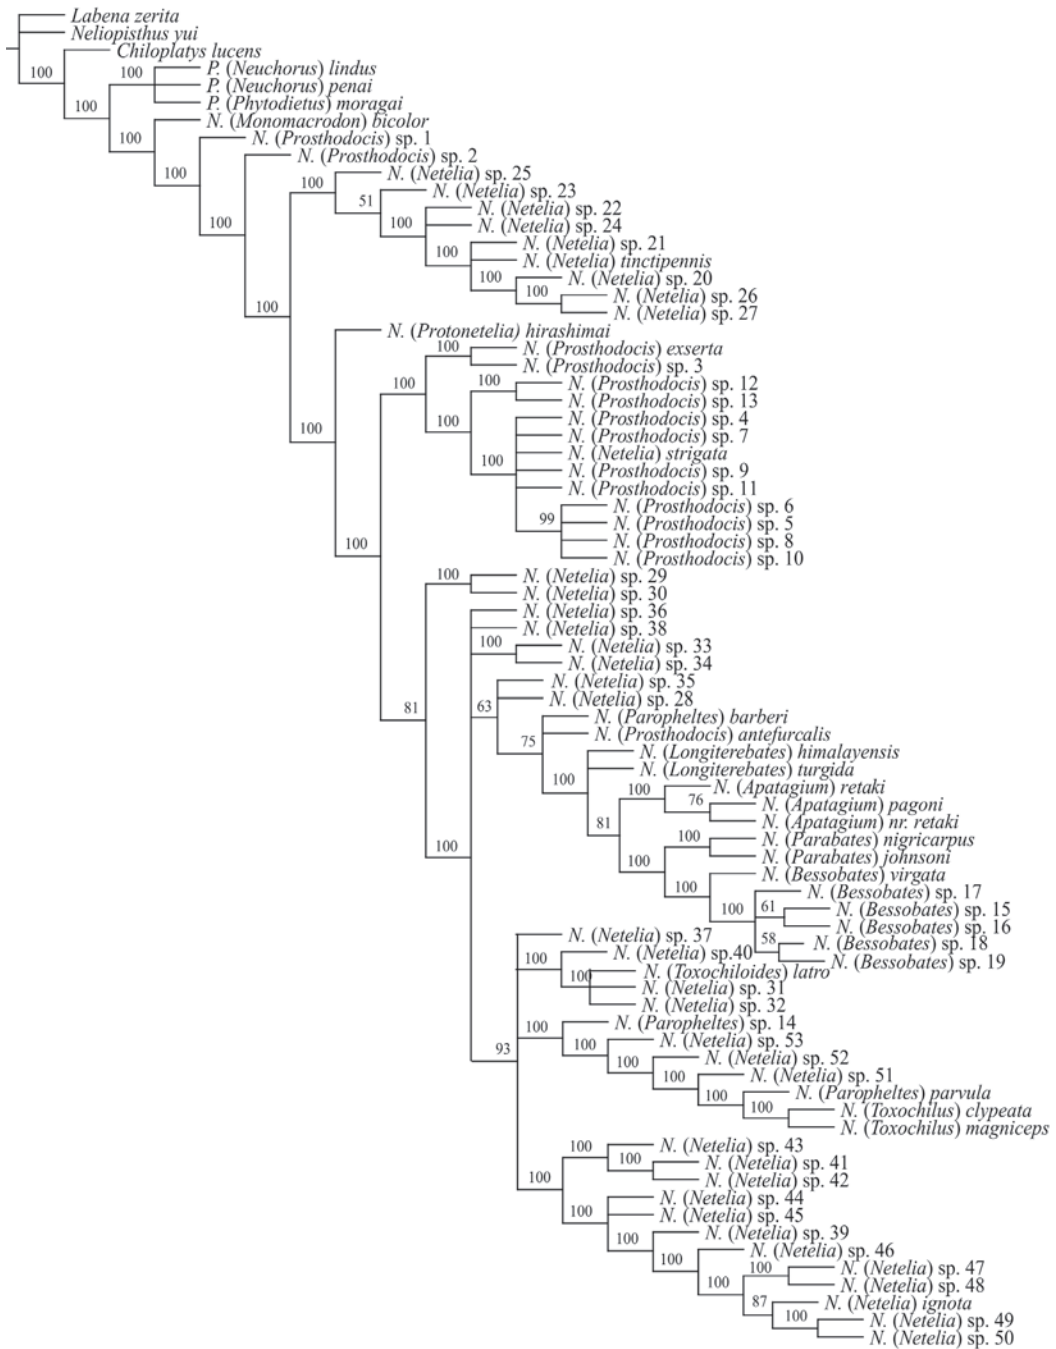 Labena zerita
Neliopisthus yui
Chiloplatys lucens
100
100
P. (Neuchorus) lindus
P. (Neuchorus) penai
100
P. (Phytodietus) moragai
N. (Monomacrodon) bicolor
100
N. (Prosthodocis) sp. 1
N. (Prosthodocis) sp. 2
100
N. (Netelia) sp. 25
100
N. (Netelia) sp. 23
51
N. (Netelia) sp. 22
100
100
N. (Netelia) sp. 24
N. (Netelia) sp. 21
100
N. (Netelia) tinctipennis
100
N. (Netelia) sp. 20
100
N. (Netelia) sp. 26
100
N. (Netelia) sp. 27
N. (Protonetelia) hirashimai
100
N. (Prosthodocis) exserta
N. (Prosthodocis) sp. 3
100
100
N. (Prosthodocis) sp. 12
N. (Prosthodocis) sp. 13
N. (Prosthodocis) sp. 4
100
100
N. (Prosthodocis) sp. 7
N. (Netelia) strigata
100
N. (Prosthodocis) sp. 9
N. (Prosthodocis) sp. 11
N. (Prosthodocis) sp. 6
99
N. (Prosthodocis) sp. 5
N. (Prosthodocis) sp. 8
100
N. (Prosthodocis) sp. 10
100
N. (Netelia) sp. 29
N. (Netelia) sp. 30
N. (Netelia) sp. 36
N. (Netelia) sp. 38
100
N. (Netelia) sp. 33
N. (Netelia) sp. 34
N. (Netelia) sp. 35
N. (Netelia) sp. 28
81
63
N. (Paropheltes) barberi
N. (Prosthodocis) antefurcalis
75
N. (Longiterebates) himalayensis
N. (Longiterebates) turgida
100
100
N. (Apatagium) retaki
76
N. (Apatagium) pagoni
N. (Apatagium) nr. retaki
81
100
N. (Parabates) nigricarpus
N. (Parabates) johnsoni
100
100
N. (Bessobates) virgata
100
N. (Bessobates) sp. 17
100
61
N. (Bessobates) sp. 15
N. (Bessobates) sp. 16
N. (Netelia) sp. 37
58
N. (Bessobates) sp. 18
N. (Netelia) sp.40
N. (Bessobates) sp. 19
100
100
N. (Toxochiloides) latro
N. (Netelia) sp. 31
N. (Netelia) sp. 32
N. (Paropheltes) sp. 14
100
N. (Netelia) sp. 53
93
100
N. (Netelia) sp. 52
100
N. (Netelia) sp. 51
100
N. (Paropheltes) parvula
100
N. (Toxochilus) clypeata
100
N. (Toxochilus) magniceps
100
N. (Netelia) sp. 43
100
N. (Netelia) sp. 41
100
N. (Netelia) sp. 42
N. (Netelia) sp. 44
100
N. (Netelia) sp. 45
N. (Netelia) sp. 39
100
N. (Netelia) sp. 46
100
100
N. (Netelia) sp. 47
100
N. (Netelia) sp. 48
87
N. (Netelia) ignota
100
N. (Netelia) sp. 49
N. (Netelia) sp. 50